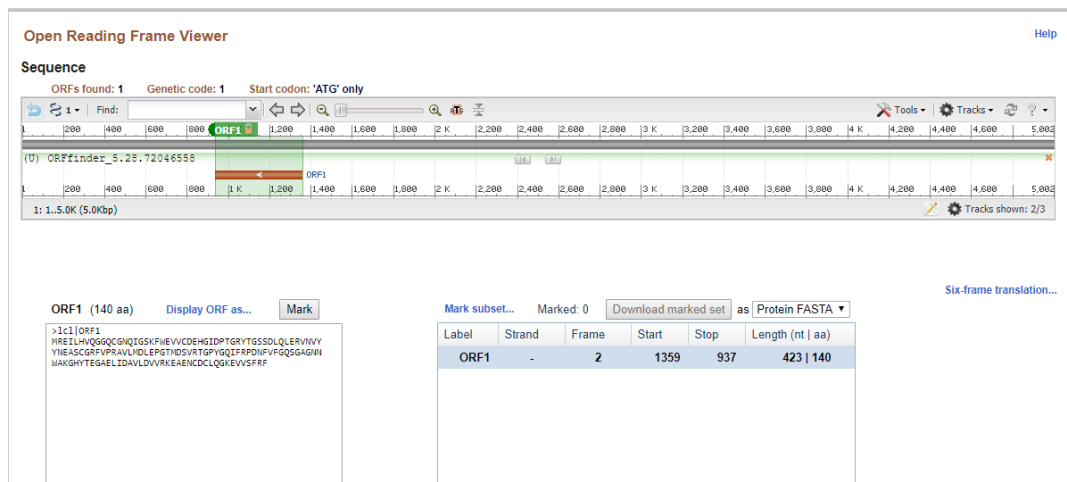 Open Reading Frame Viewer
Help
Sequence
ORFs found: 1 Genetic code: 1 Start codon: 'ATG' only
1 Find: Tools Tracks ?
1 200 400 600 800 ORF1 1,200 1,400 1,600 1,800 2 K 2,200 2,400 2,600 2,800 3 K 3,200 3,400 3,600 3,800 4 K 4,200 4,400 4,600 5,002
(U) ORFfinder_5.28.72046558
ORF1
1 200 400 600 800 1 K 1,200 1,400 1,600 1,800 2 K 2,200 2,400 2,600 2,800 3 K 3,200 3,400 3,600 3,800 4 K 4,200 4,400 4,600 5,002
1: 1..5.0K (5.0Kbp) Tracks shown: 2/3
Six-frame translation...
ORF1 (140 aa) Display ORF as... Mark
Mark subset... Marked: 0 Download marked set as Protein FASTA
>lcl|ORF1
MREILHVQGGQCGNQIGSKFWEVVCDEHGIDPTGRYTGSSDLQLERVNVY
YNEASCGRFVPRAVLMDLEPGTMDSVRTGPYGQIFRPDNFVFGQSGAGNN
WAKGHYTEGAELIDAVLDVVRKEAENCDCLQGKEVVSFRF
Label Strand Frame Start Stop Length (nt | aa)
ORF1 - 2 1359 937 423 | 140